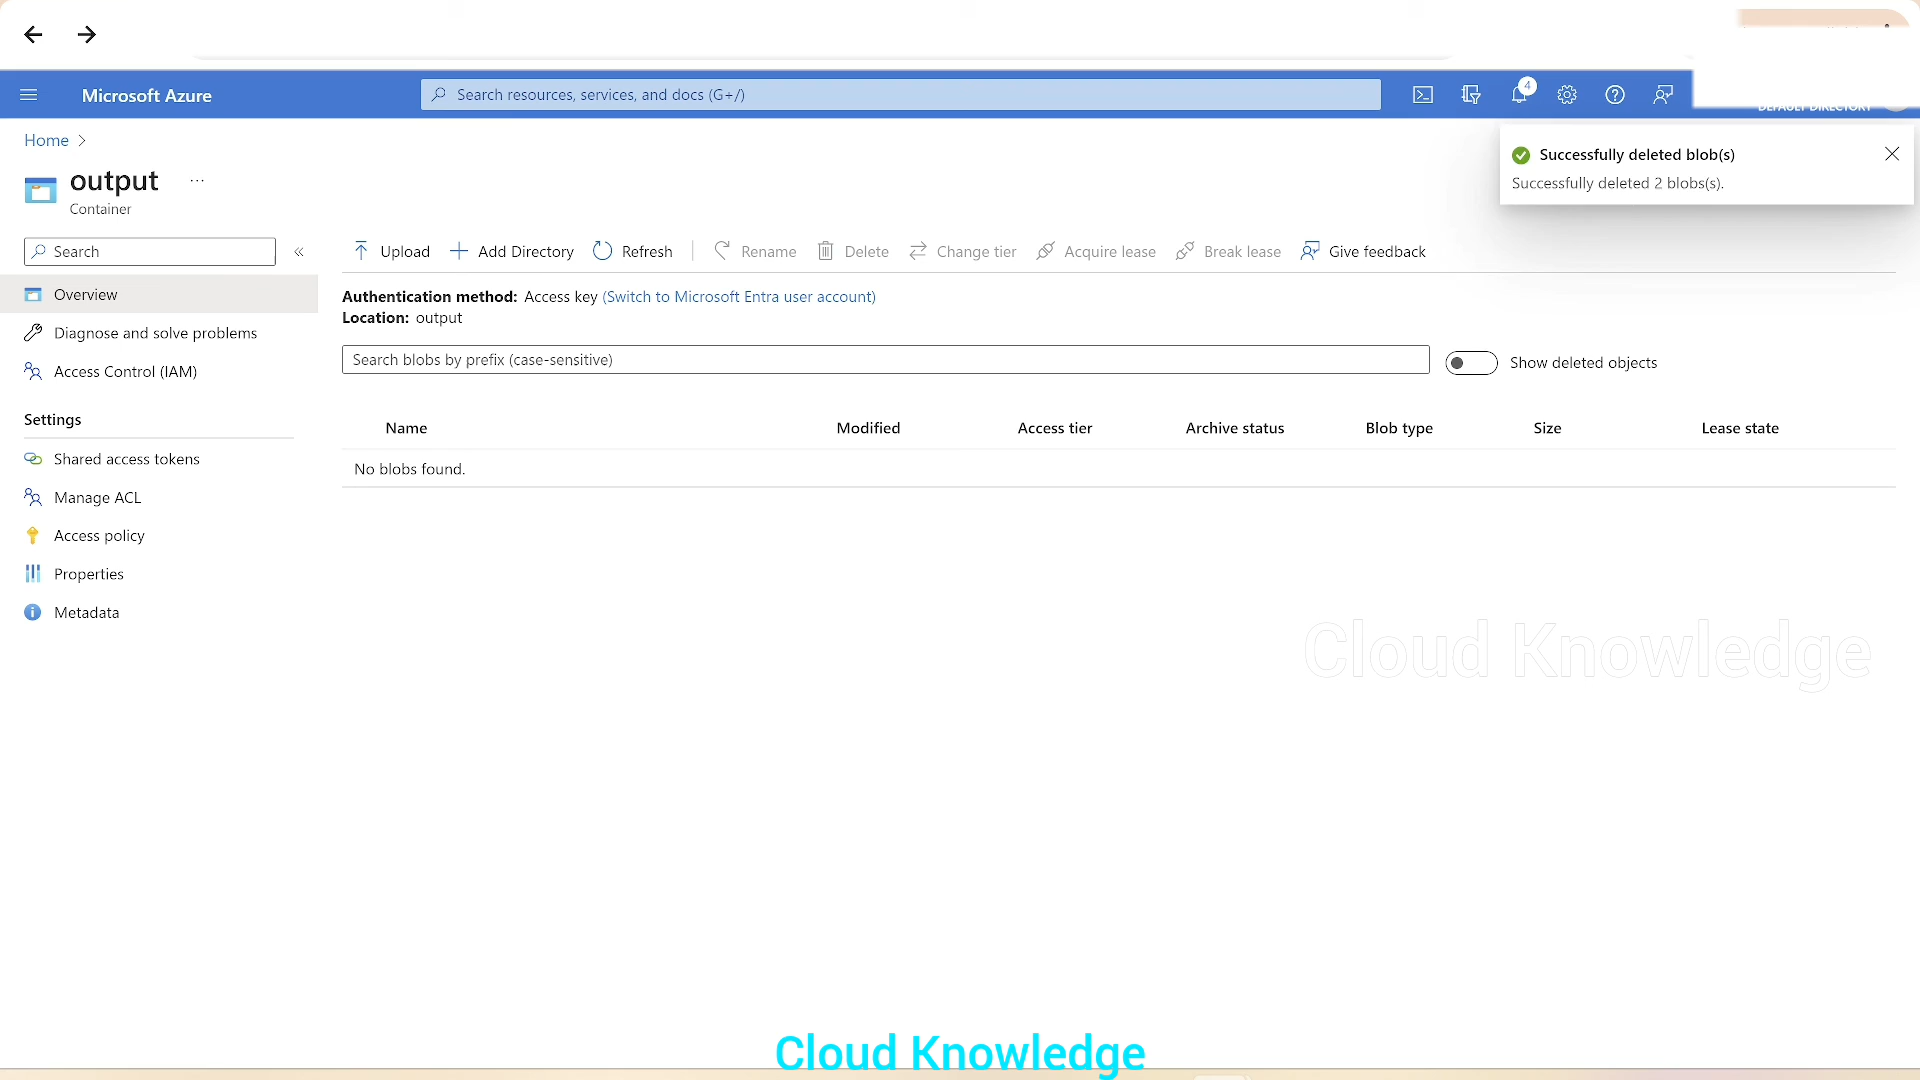 Microsoft Azure
Search resources, services, and docs (G+/)
4
DEFAULT DIRECTORY
Home
output
Container
Successfully deleted blob(s)
Successfully deleted 2 blobs(s).
Search
Upload
Add Directory
Refresh
Rename
Delete
Change tier
Acquire lease
Break lease
Give feedback
Overview
Diagnose and solve problems
Access Control (IAM)
Settings
Shared access tokens
Manage ACL
Access policy
Properties
Metadata
Authentication method: Access key (Switch to Microsoft Entra user account)
Location: output
Search blobs by prefix (case-sensitive)
Show deleted objects
Name Modified Access tier Archive status Blob type Size Lease state
No blobs found.
Cloud Knowledge
Cloud Knowledge